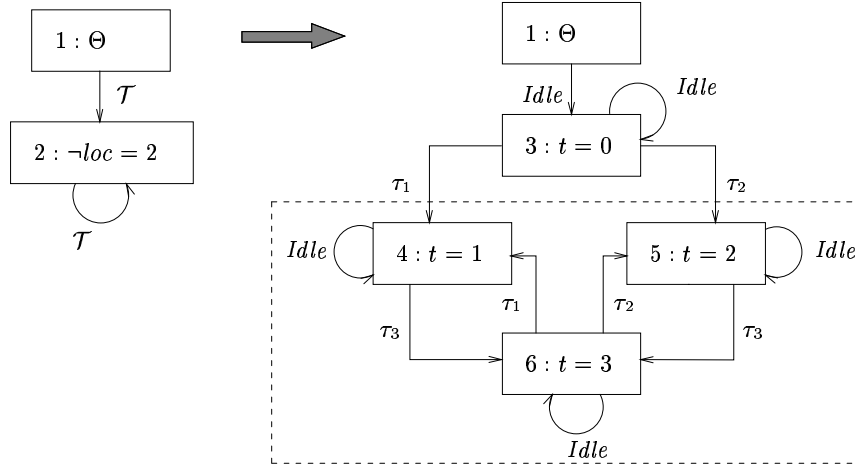 1 : Θ
𝒯
2 : ¬loc = 2
𝒯
1 : Θ
Idle
Idle
3 : t = 0
τ₁
τ₂
Idle
4 : t = 1
5 : t = 2
Idle
τ₁
τ₂
τ₃
τ₃
6 : t = 3
Idle